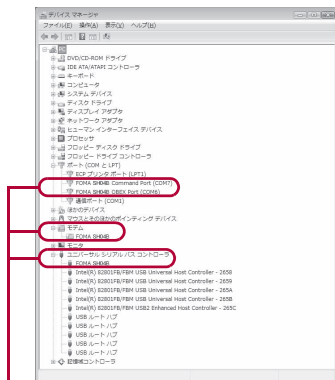 デバイス マネージャ
ファイル(F) 操作(A) 表示(V) ヘルプ(H)
PC
DVD/CD-ROM ドライブ
IDE ATA/ATAPI コントローラ
キーボード
コンピュータ
システム デバイス
ディスク ドライブ
ディスプレイ アダプタ
ネットワーク アダプタ
ヒューマン インターフェイス デバイス
プロセッサ
フロッピー ディスク ドライブ
フロッピー ドライブ コントローラ
ポート (COM と LPT)
ECP プリンタ ポート (LPT1)
FOMA SH04B Command Port (COM7)
FOMA SH04B OBEX Port (COM6)
通信ポート (COM1)
ほかのデバイス
マウスとそのほかのポインティング デバイス
モデム
FOMA SH04B
モニタ
ユニバーサル シリアル バス コントローラ
FOMA SH04B
Intel(R) 82801FB/FBM USB Universal Host Controller - 2658
Intel(R) 82801FB/FBM USB Universal Host Controller - 2659
Intel(R) 82801FB/FBM USB Universal Host Controller - 265A
Intel(R) 82801FB/FBM USB Universal Host Controller - 265B
Intel(R) 82801FB/FBM USB2 Enhanced Host Controller - 265C
USB ルート ハブ
USB ルート ハブ
USB ルート ハブ
USB ルート ハブ
USB ルート ハブ
記憶域コントローラ